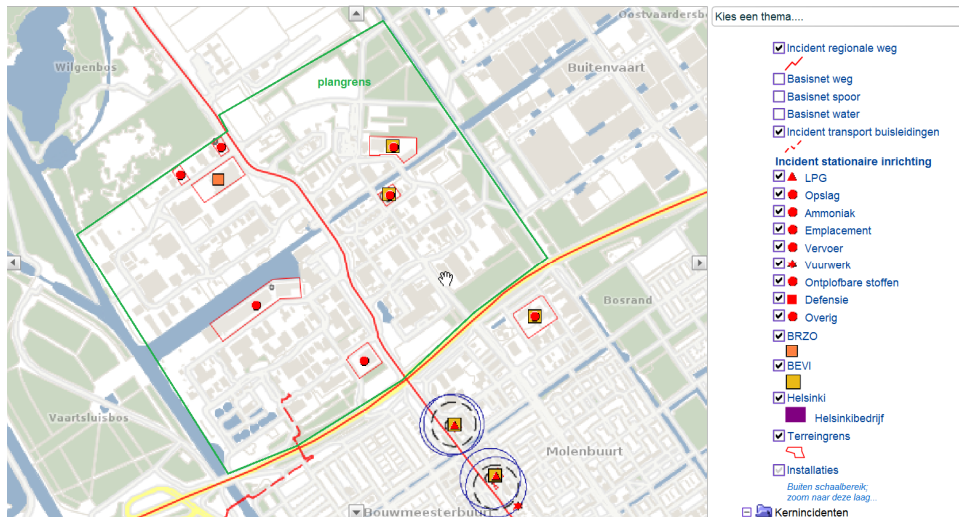 Oostvaardersb
Wilgenbos
Buitenvaart
plangrens
Bosrand
Vaartsluisbos
Molenbuurt
Bouwmeesterbuurt
Kies een thema....
Incident regionale weg
Basisnet weg
Basisnet spoor
Basisnet water
Incident transport buisleidingen
Incident stationaire inrichting
LPG
Opslag
Ammoniak
Emplacement
Vervoer
Vuurwerk
Ontplofbare stoffen
Defensie
Overig
BRZO
BEVI
Helsinki
Helsinkibedrijf
Terreingrens
Installaties
Buiten schaalbereik;
zoom naar deze laag...
Kernincidenten